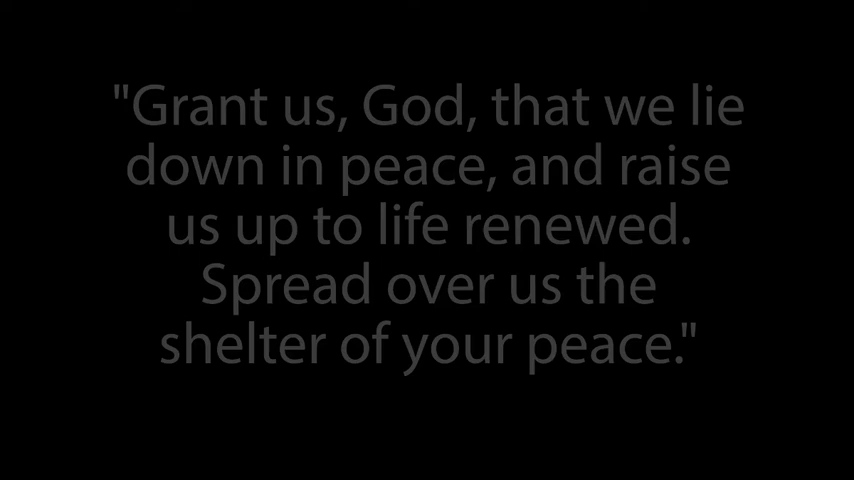 "Grant us, God, that we lie
down in peace, and raise
us up to life renewed.
Spread over us the
shelter of your peace."